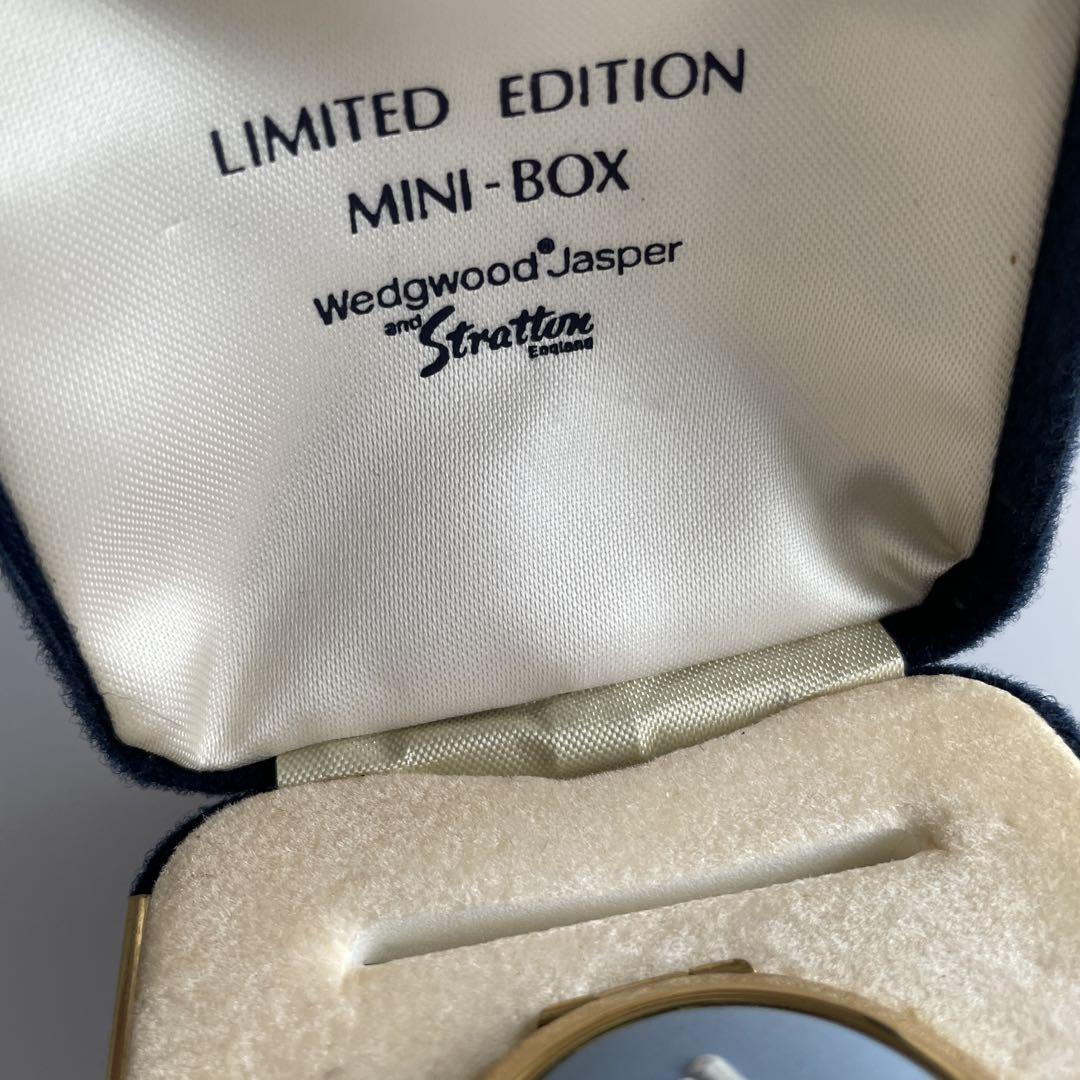 LIMITED EDITION
MINI-BOX
Wedgwood® Jasper
and Stratton
England